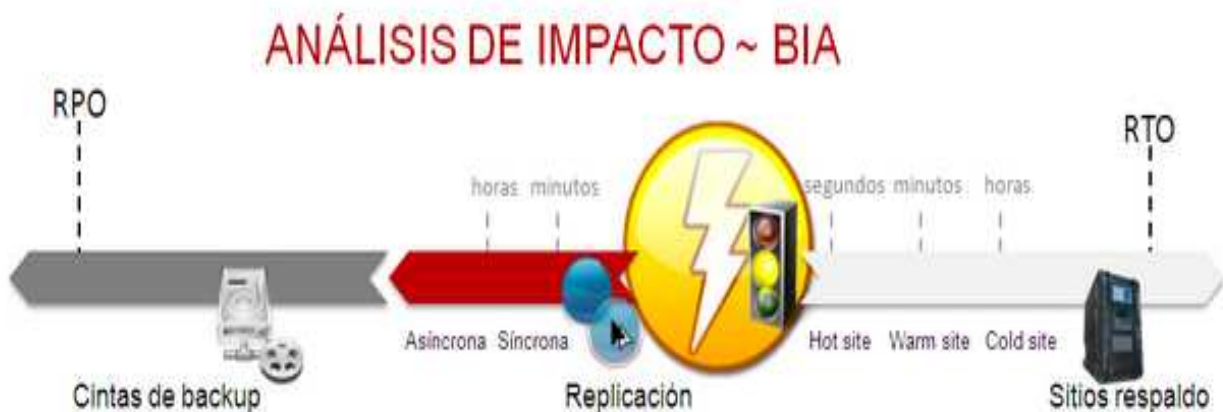 ANÁLISIS DE IMPACTO ~ BIA
RPO
RTO
horas minutos
segundos minutos horas
Asíncrona Síncrona
Hot site Warm site Cold site
Cintas de backup
Replicación
Sitios respaldo